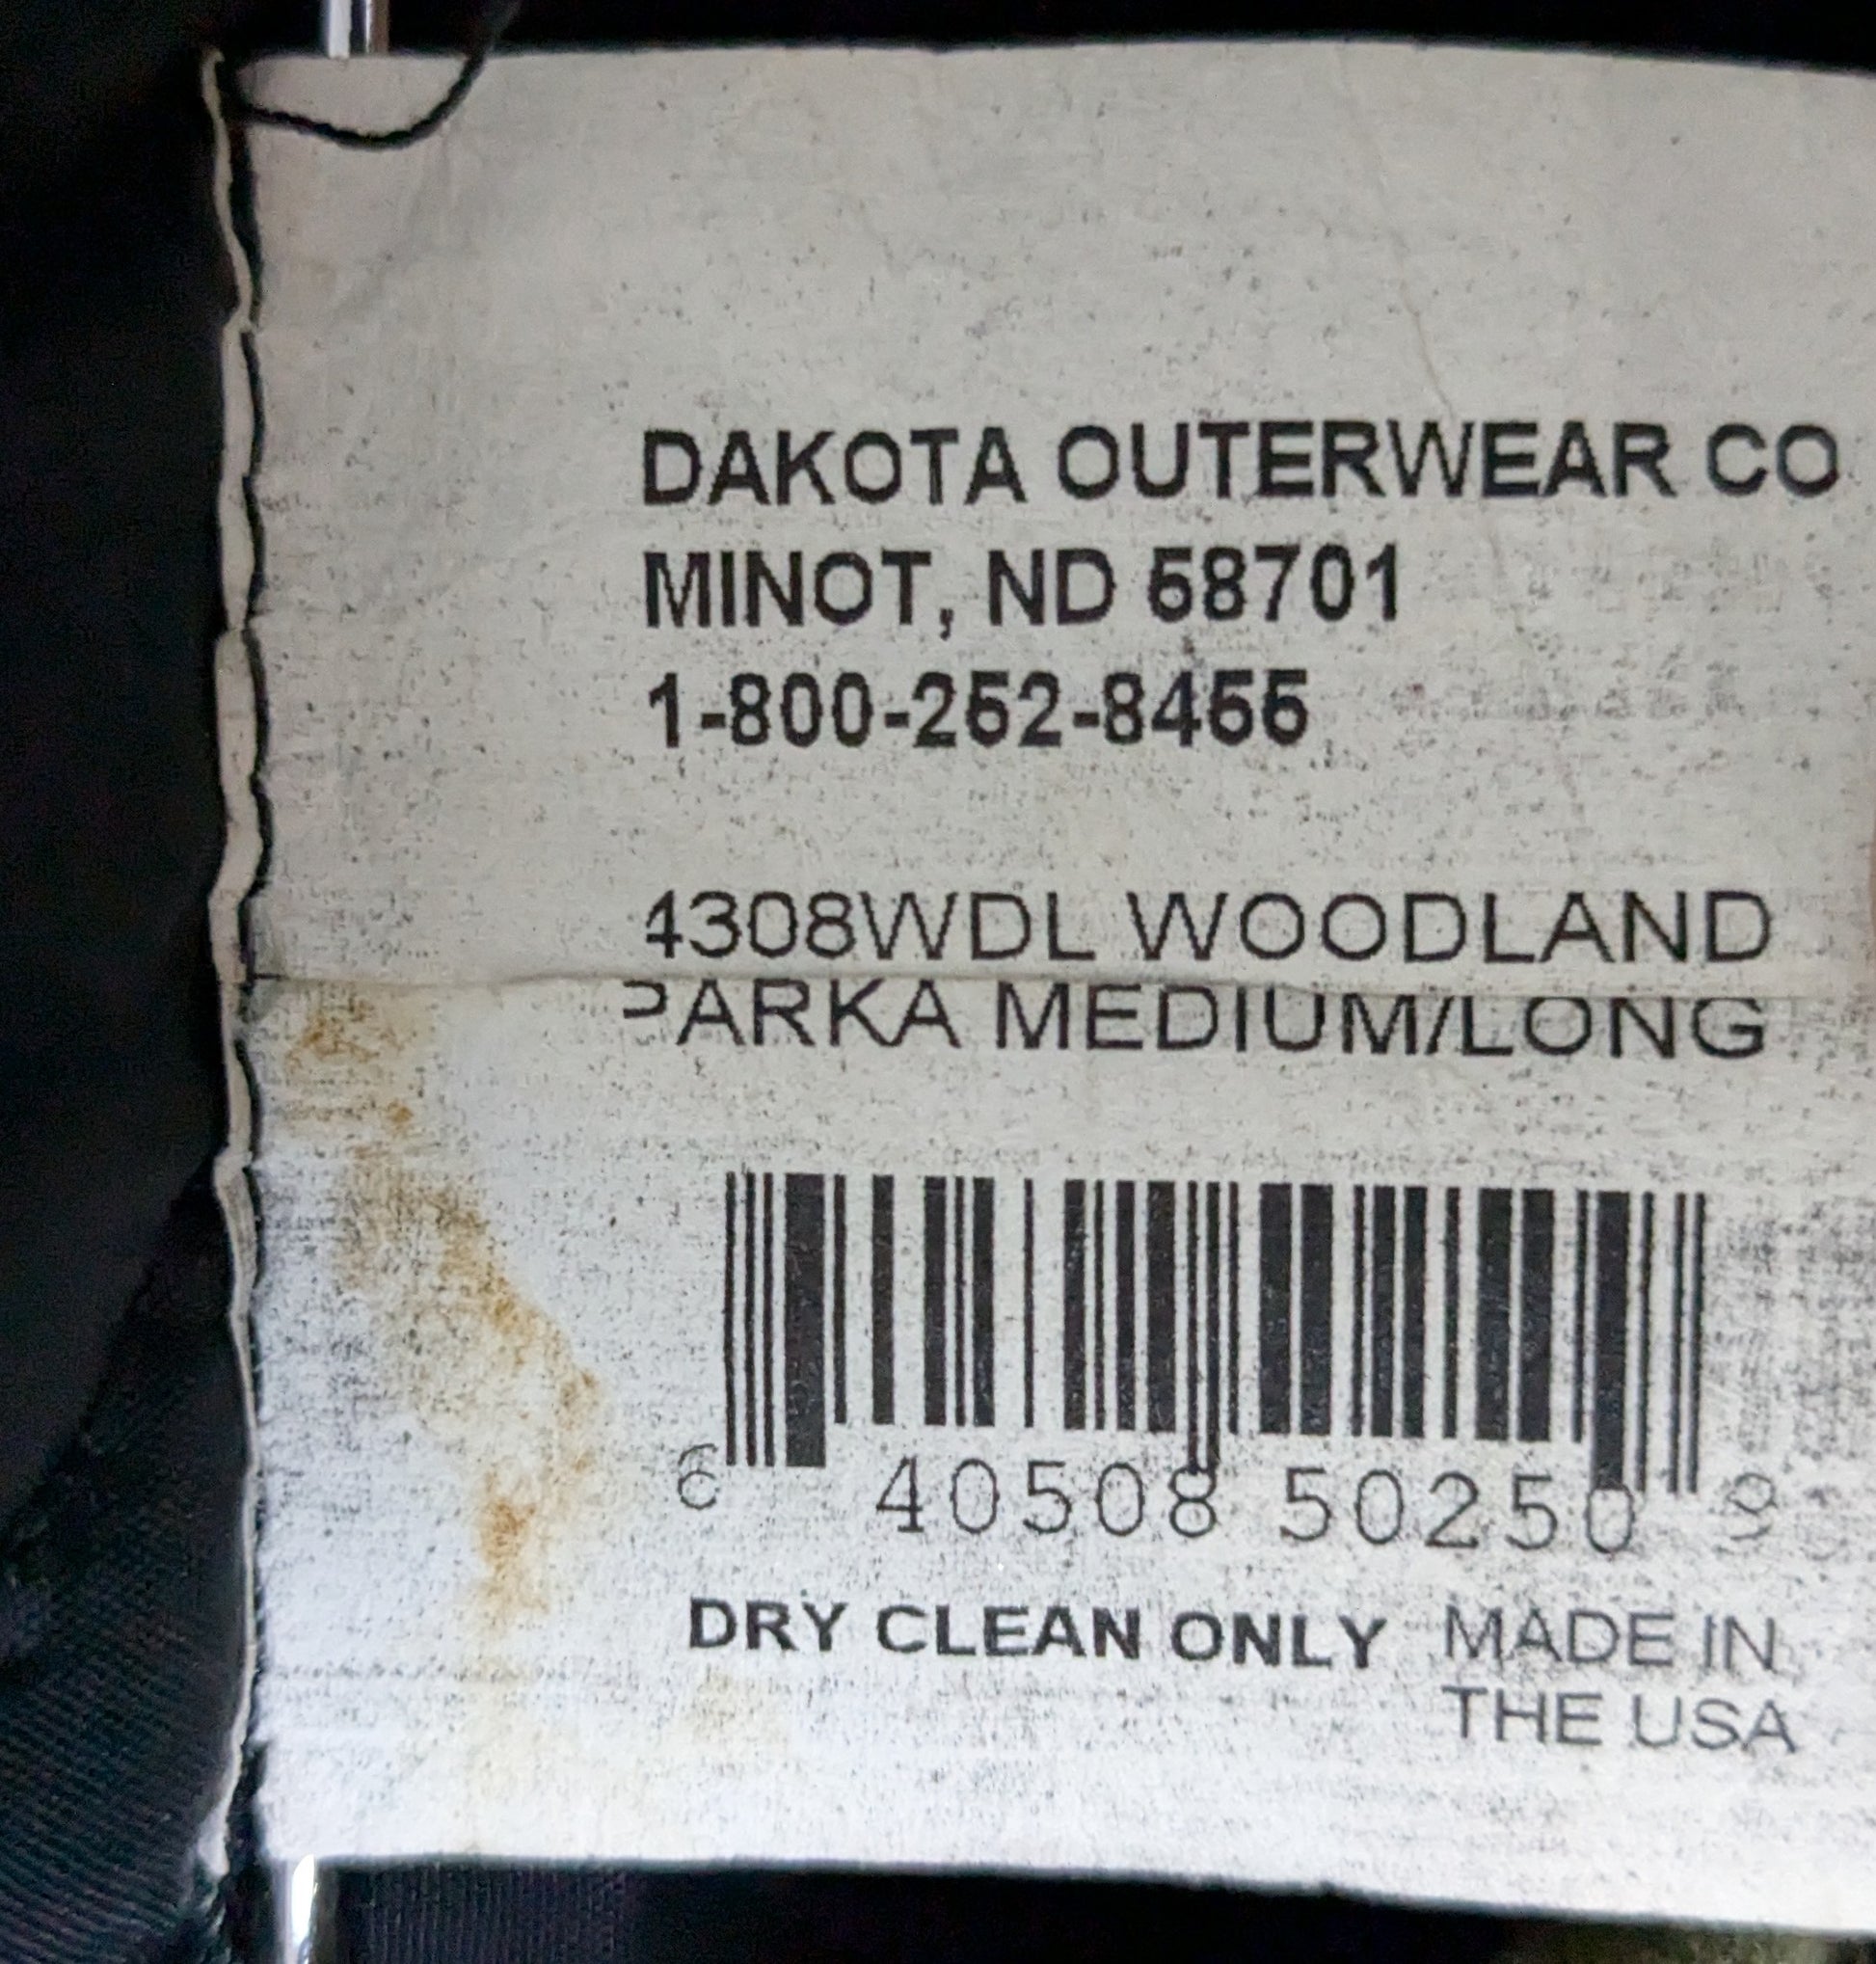 DAKOTA OUTERWEAR CO
MINOT, ND 58701
1-800-252-8455
4308WDL WOODLAND
PARKA MEDIUM/LONG
6 40508 50250 9
DRY CLEAN ONLY MADE IN
THE USA